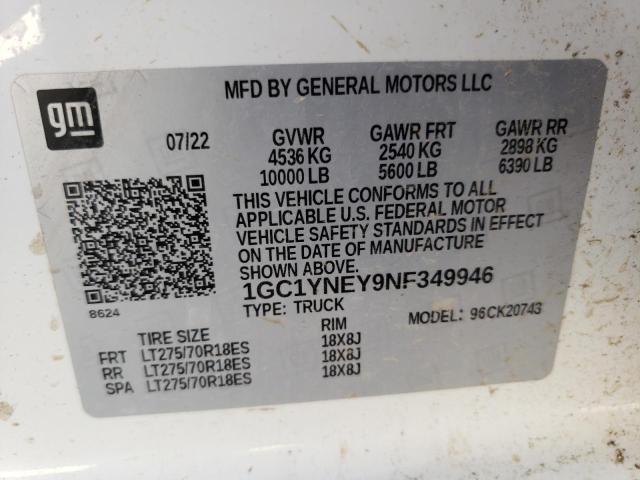 gm
MFD BY GENERAL MOTORS LLC
07/22
GVWR
4536 KG
10000 LB
GAWR FRT
2540 KG
5600 LB
GAWR RR
2898 KG
6390 LB
THIS VEHICLE CONFORMS TO ALL
APPLICABLE U.S. FEDERAL MOTOR
VEHICLE SAFETY STANDARDS IN EFFECT
ON THE DATE OF MANUFACTURE
SHOWN ABOVE.
1GC1YNEY9NF349946
TYPE: TRUCK
MODEL: 96CK20743
8624
TIRE SIZE RIM
FRT LT275/70R18ES 18X8J
RR LT275/70R18ES 18X8J
SPA LT275/70R18ES 18X8J